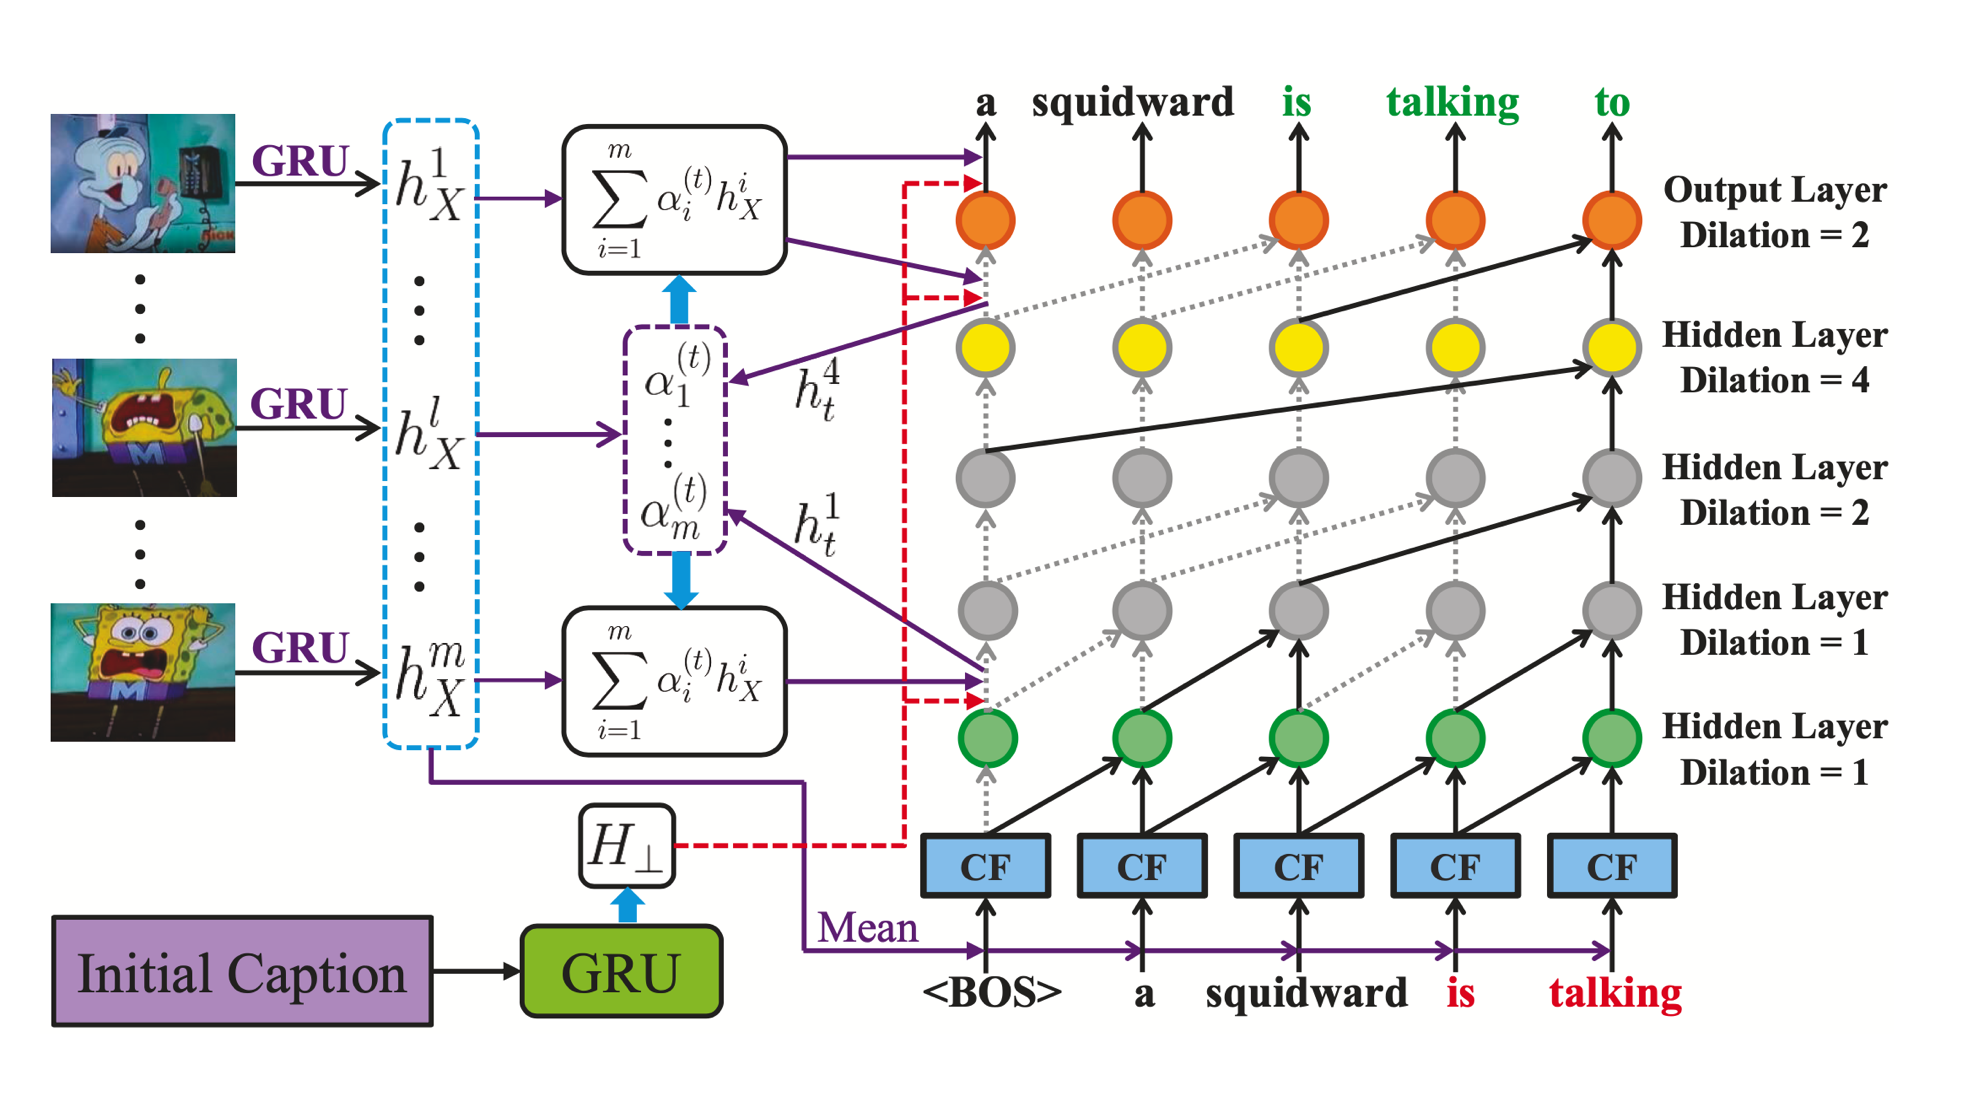 a squidward is talking to
GRU
h_X^1
\sum_{i=1}^{m} \alpha_i^{(t)} h_X^i
Output Layer
Dilation = 2
NICK
\alpha_1^{(t)}
h_t^4
Hidden Layer
Dilation = 4
GRU
h_X^l
M
\alpha_m^{(t)}
h_t^1
Hidden Layer
Dilation = 2
GRU
h_X^m
M
\sum_{i=1}^{m} \alpha_i^{(t)} h_X^i
Hidden Layer
Dilation = 1
Hidden Layer
Dilation = 1
H_⊥
CF CF CF CF CF
Mean
Initial Caption
GRU
<BOS> a squidward is talking